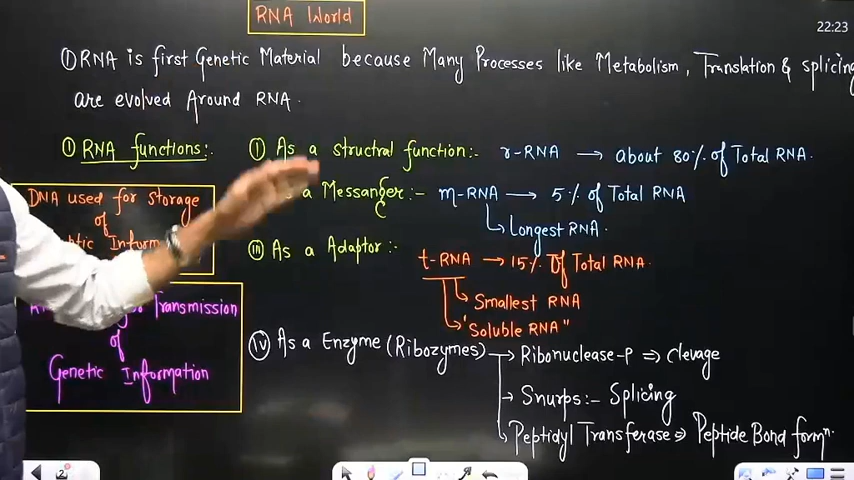 RNA World
22:23
① RNA is first Genetic Material because Many Processes like Metabolism, Translation & splicing
are evolved Around RNA.
① RNA functions:-
① As a structral function:- r-RNA → about 80% of Total RNA.
a Messanger:- m-RNA → 5% of Total RNA
Longest RNA.
DNA used for Storage
of
Inform
(iii) As a Adaptor:- t-RNA → 15% Of Total RNA.
Smallest RNA
"Soluble RNA"
Transmission
of
Genetic Information
(iv) As a Enzyme (Ribozymes) → Ribonuclease-P ⇒ Clevage
→ Snurps:- Splicing
Peptidyl Transferase ⇒ Peptide Bond formⁿ.
2